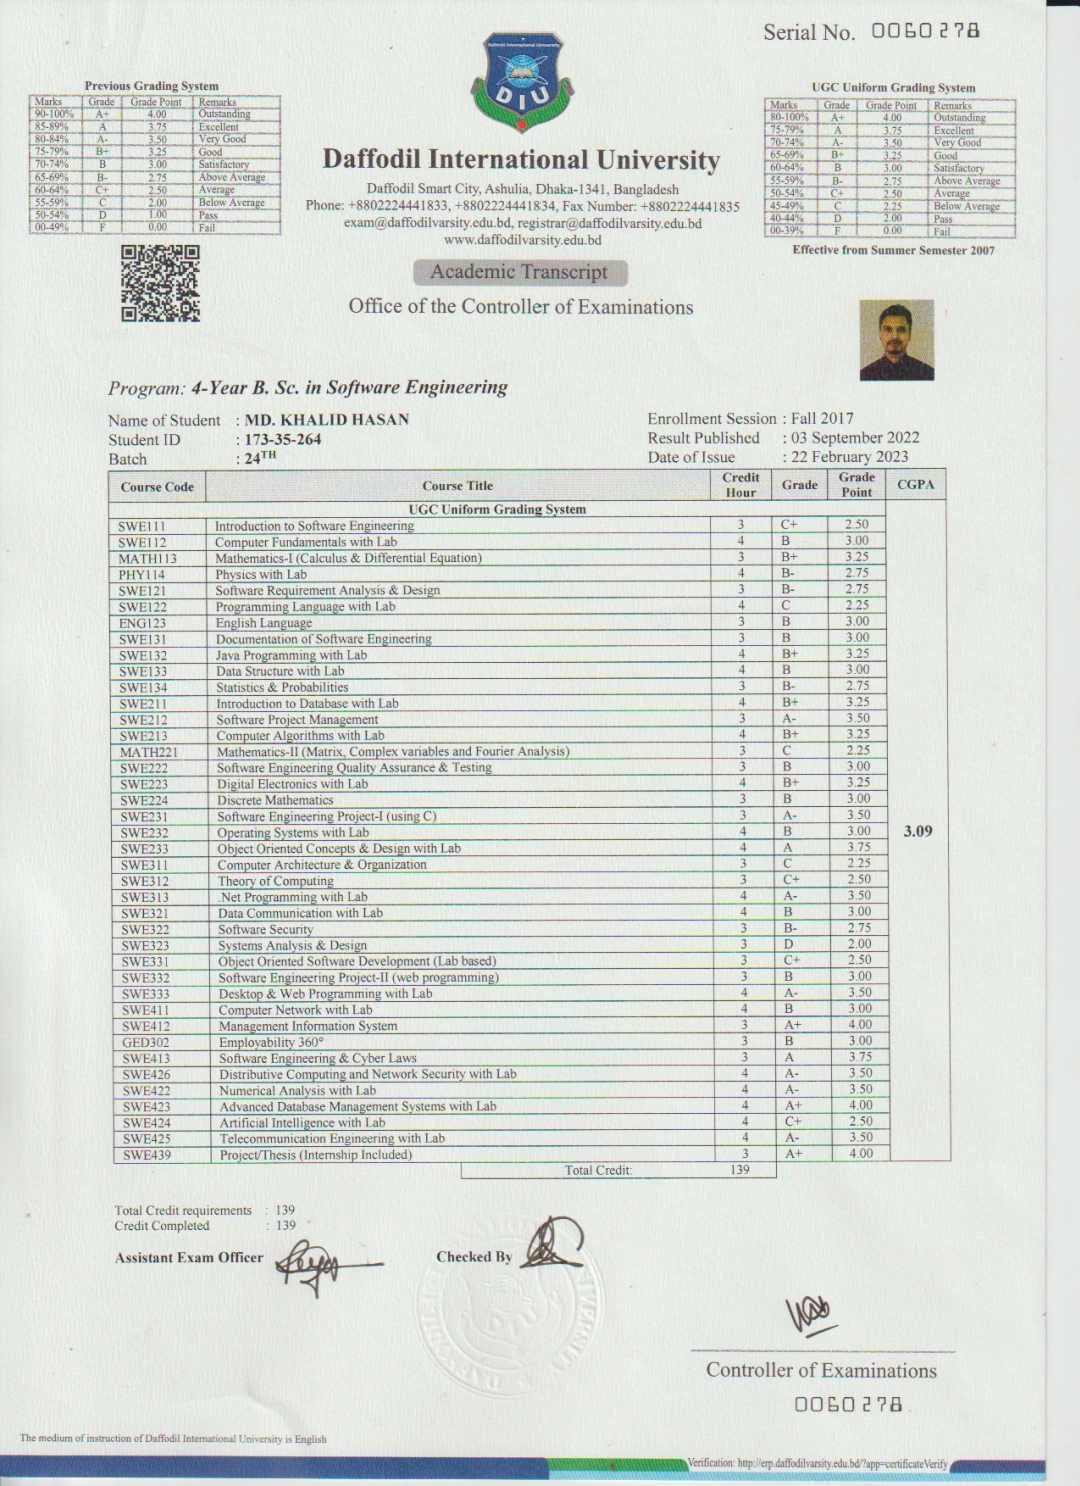 Serial No. 0060278
Previous Grading System
Marks Grade Grade Point Remarks
90-100% A+ 4.00 Outstanding
85-89% A 3.75 Excellent
80-84% A- 3.50 Very Good
75-79% B+ 3.25 Good
70-74% B 3.00 Satisfactory
65-69% B- 2.75 Above Average
60-64% C+ 2.50 Average
55-59% C 2.00 Below Average
50-54% D 1.00 Pass
00-49% F 0.00 Fail
Daffodil International University
DIU
UGC Uniform Grading System
Marks Grade Grade Point Remarks
80-100% A+ 4.00 Outstanding
75-79% A 3.75 Excellent
70-74% A- 3.50 Very Good
65-69% B+ 3.25 Good
60-64% B 3.00 Satisfactory
55-59% B- 2.75 Above Average
50-54% C+ 2.50 Average
45-49% C 2.25 Below Average
40-44% D 2.00 Pass
00-39% F 0.00 Fail
Effective from Summer Semester 2007
Daffodil International University
Daffodil Smart City, Ashulia, Dhaka-1341, Bangladesh
Phone: +8802224441833, +8802224441834, Fax Number: +8802224441835
exam@daffodilvarsity.edu.bd, registrar@daffodilvarsity.edu.bd
www.daffodilvarsity.edu.bd
Academic Transcript
Office of the Controller of Examinations
Program: 4-Year B. Sc. in Software Engineering
Name of Student : MD. KHALID HASAN
Student ID : 173-35-264
Batch : 24TH
Enrollment Session : Fall 2017
Result Published : 03 September 2022
Date of Issue : 22 February 2023
Course Code Course Title Credit Hour Grade Grade Point CGPA
UGC Uniform Grading System
SWE111 Introduction to Software Engineering 3 C+ 2.50
SWE112 Computer Fundamentals with Lab 4 B 3.00
MATH113 Mathematics-I (Calculus & Differential Equation) 3 B+ 3.25
PHY114 Physics with Lab 4 B- 2.75
SWE121 Software Requirement Analysis & Design 3 B- 2.75
SWE122 Programming Language with Lab 4 C 2.25
ENG123 English Language 3 B 3.00
SWE131 Documentation of Software Engineering 3 B 3.00
SWE132 Java Programming with Lab 4 B+ 3.25
SWE133 Data Structure with Lab 4 B 3.00
SWE134 Statistics & Probabilities 3 B- 2.75
SWE211 Introduction to Database with Lab 4 B+ 3.25
SWE212 Software Project Management 3 A- 3.50
SWE213 Computer Algorithms with Lab 4 B+ 3.25
MATH221 Mathematics-II (Matrix, Complex variables and Fourier Analysis) 3 C 2.25
SWE222 Software Engineering Quality Assurance & Testing 3 B 3.00
SWE223 Digital Electronics with Lab 4 B+ 3.25
SWE224 Discrete Mathematics 3 B 3.00
SWE231 Software Engineering Project-I (using C) 3 A- 3.50
SWE232 Operating Systems with Lab 4 B 3.00
3.09
SWE233 Object Oriented Concepts & Design with Lab 4 A 3.75
SWE311 Computer Architecture & Organization 3 C 2.25
SWE312 Theory of Computing 3 C+ 2.50
SWE313 .Net Programming with Lab 4 A- 3.50
SWE321 Data Communication with Lab 4 B 3.00
SWE322 Software Security 3 B- 2.75
SWE323 Systems Analysis & Design 3 D 2.00
SWE331 Object Oriented Software Development (Lab based) 3 C+ 2.50
SWE332 Software Engineering Project-II (web programming) 3 B 3.00
SWE333 Desktop & Web Programming with Lab 4 A- 3.50
SWE411 Computer Network with Lab 4 B 3.00
SWE412 Management Information System 3 A+ 4.00
GED302 Employability 360° 3 B 3.00
SWE413 Software Engineering & Cyber Laws 3 A 3.75
SWE426 Distributive Computing and Network Security with Lab 4 A- 3.50
SWE422 Numerical Analysis with Lab 4 A- 3.50
SWE423 Advanced Database Management Systems with Lab 4 A+ 4.00
SWE424 Artificial Intelligence with Lab 4 C+ 2.50
SWE425 Telecommunication Engineering with Lab 4 A- 3.50
SWE439 Project/Thesis (Internship Included) 3 A+ 4.00
Total Credit: 139
Total Credit requirements : 139
Credit Completed : 139
Assistant Exam Officer
Checked By
Controller of Examinations
0060278
The medium of instruction of Daffodil International University is English
Verification: http://erp.daffodilvarsity.edu.bd/?app=certificateVerify